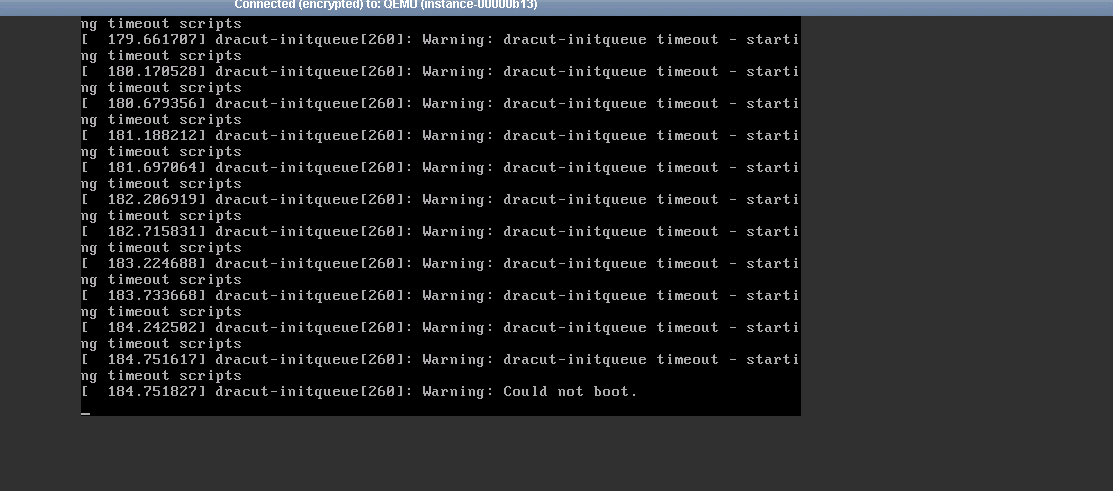 Connected (encrypted) to: QEMU (instance-00000b13)
ng timeout scripts
[  179.661707] dracut-initqueue[260]: Warning: dracut-initqueue timeout - starti
ng timeout scripts
[  180.170528] dracut-initqueue[260]: Warning: dracut-initqueue timeout - starti
ng timeout scripts
[  180.679356] dracut-initqueue[260]: Warning: dracut-initqueue timeout - starti
ng timeout scripts
[  181.188212] dracut-initqueue[260]: Warning: dracut-initqueue timeout - starti
ng timeout scripts
[  181.697064] dracut-initqueue[260]: Warning: dracut-initqueue timeout - starti
ng timeout scripts
[  182.206919] dracut-initqueue[260]: Warning: dracut-initqueue timeout - starti
ng timeout scripts
[  182.715831] dracut-initqueue[260]: Warning: dracut-initqueue timeout - starti
ng timeout scripts
[  183.224688] dracut-initqueue[260]: Warning: dracut-initqueue timeout - starti
ng timeout scripts
[  183.733668] dracut-initqueue[260]: Warning: dracut-initqueue timeout - starti
ng timeout scripts
[  184.242502] dracut-initqueue[260]: Warning: dracut-initqueue timeout - starti
ng timeout scripts
[  184.751617] dracut-initqueue[260]: Warning: dracut-initqueue timeout - starti
ng timeout scripts
[  184.751827] dracut-initqueue[260]: Warning: Could not boot.